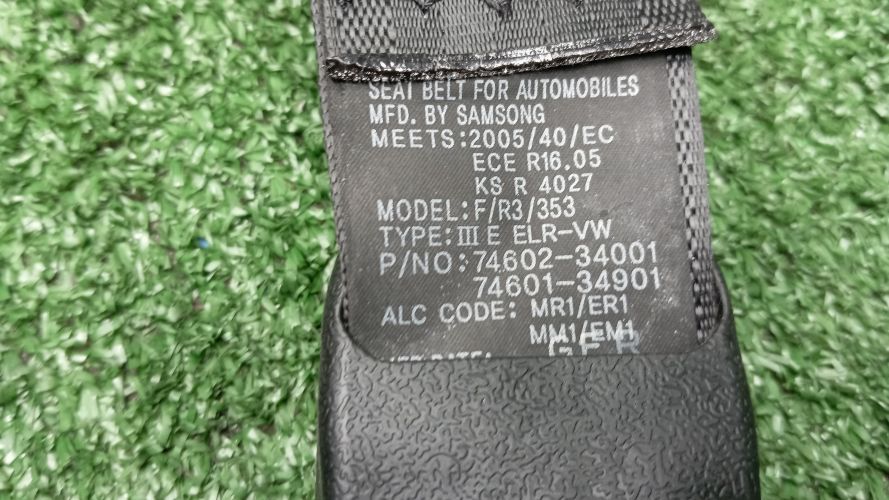 SEAT BELT FOR AUTOMOBILES
MFD. BY SAMSONG
MEETS:2005/40/EC
ECE R16.05
KS R 4027
MODEL:F/R3/353
TYPE:Ⅲ E ELR-VW
P/NO:74602-34001
74601-34901
ALC CODE: MR1/ER1
MM1/EM1
DATE: